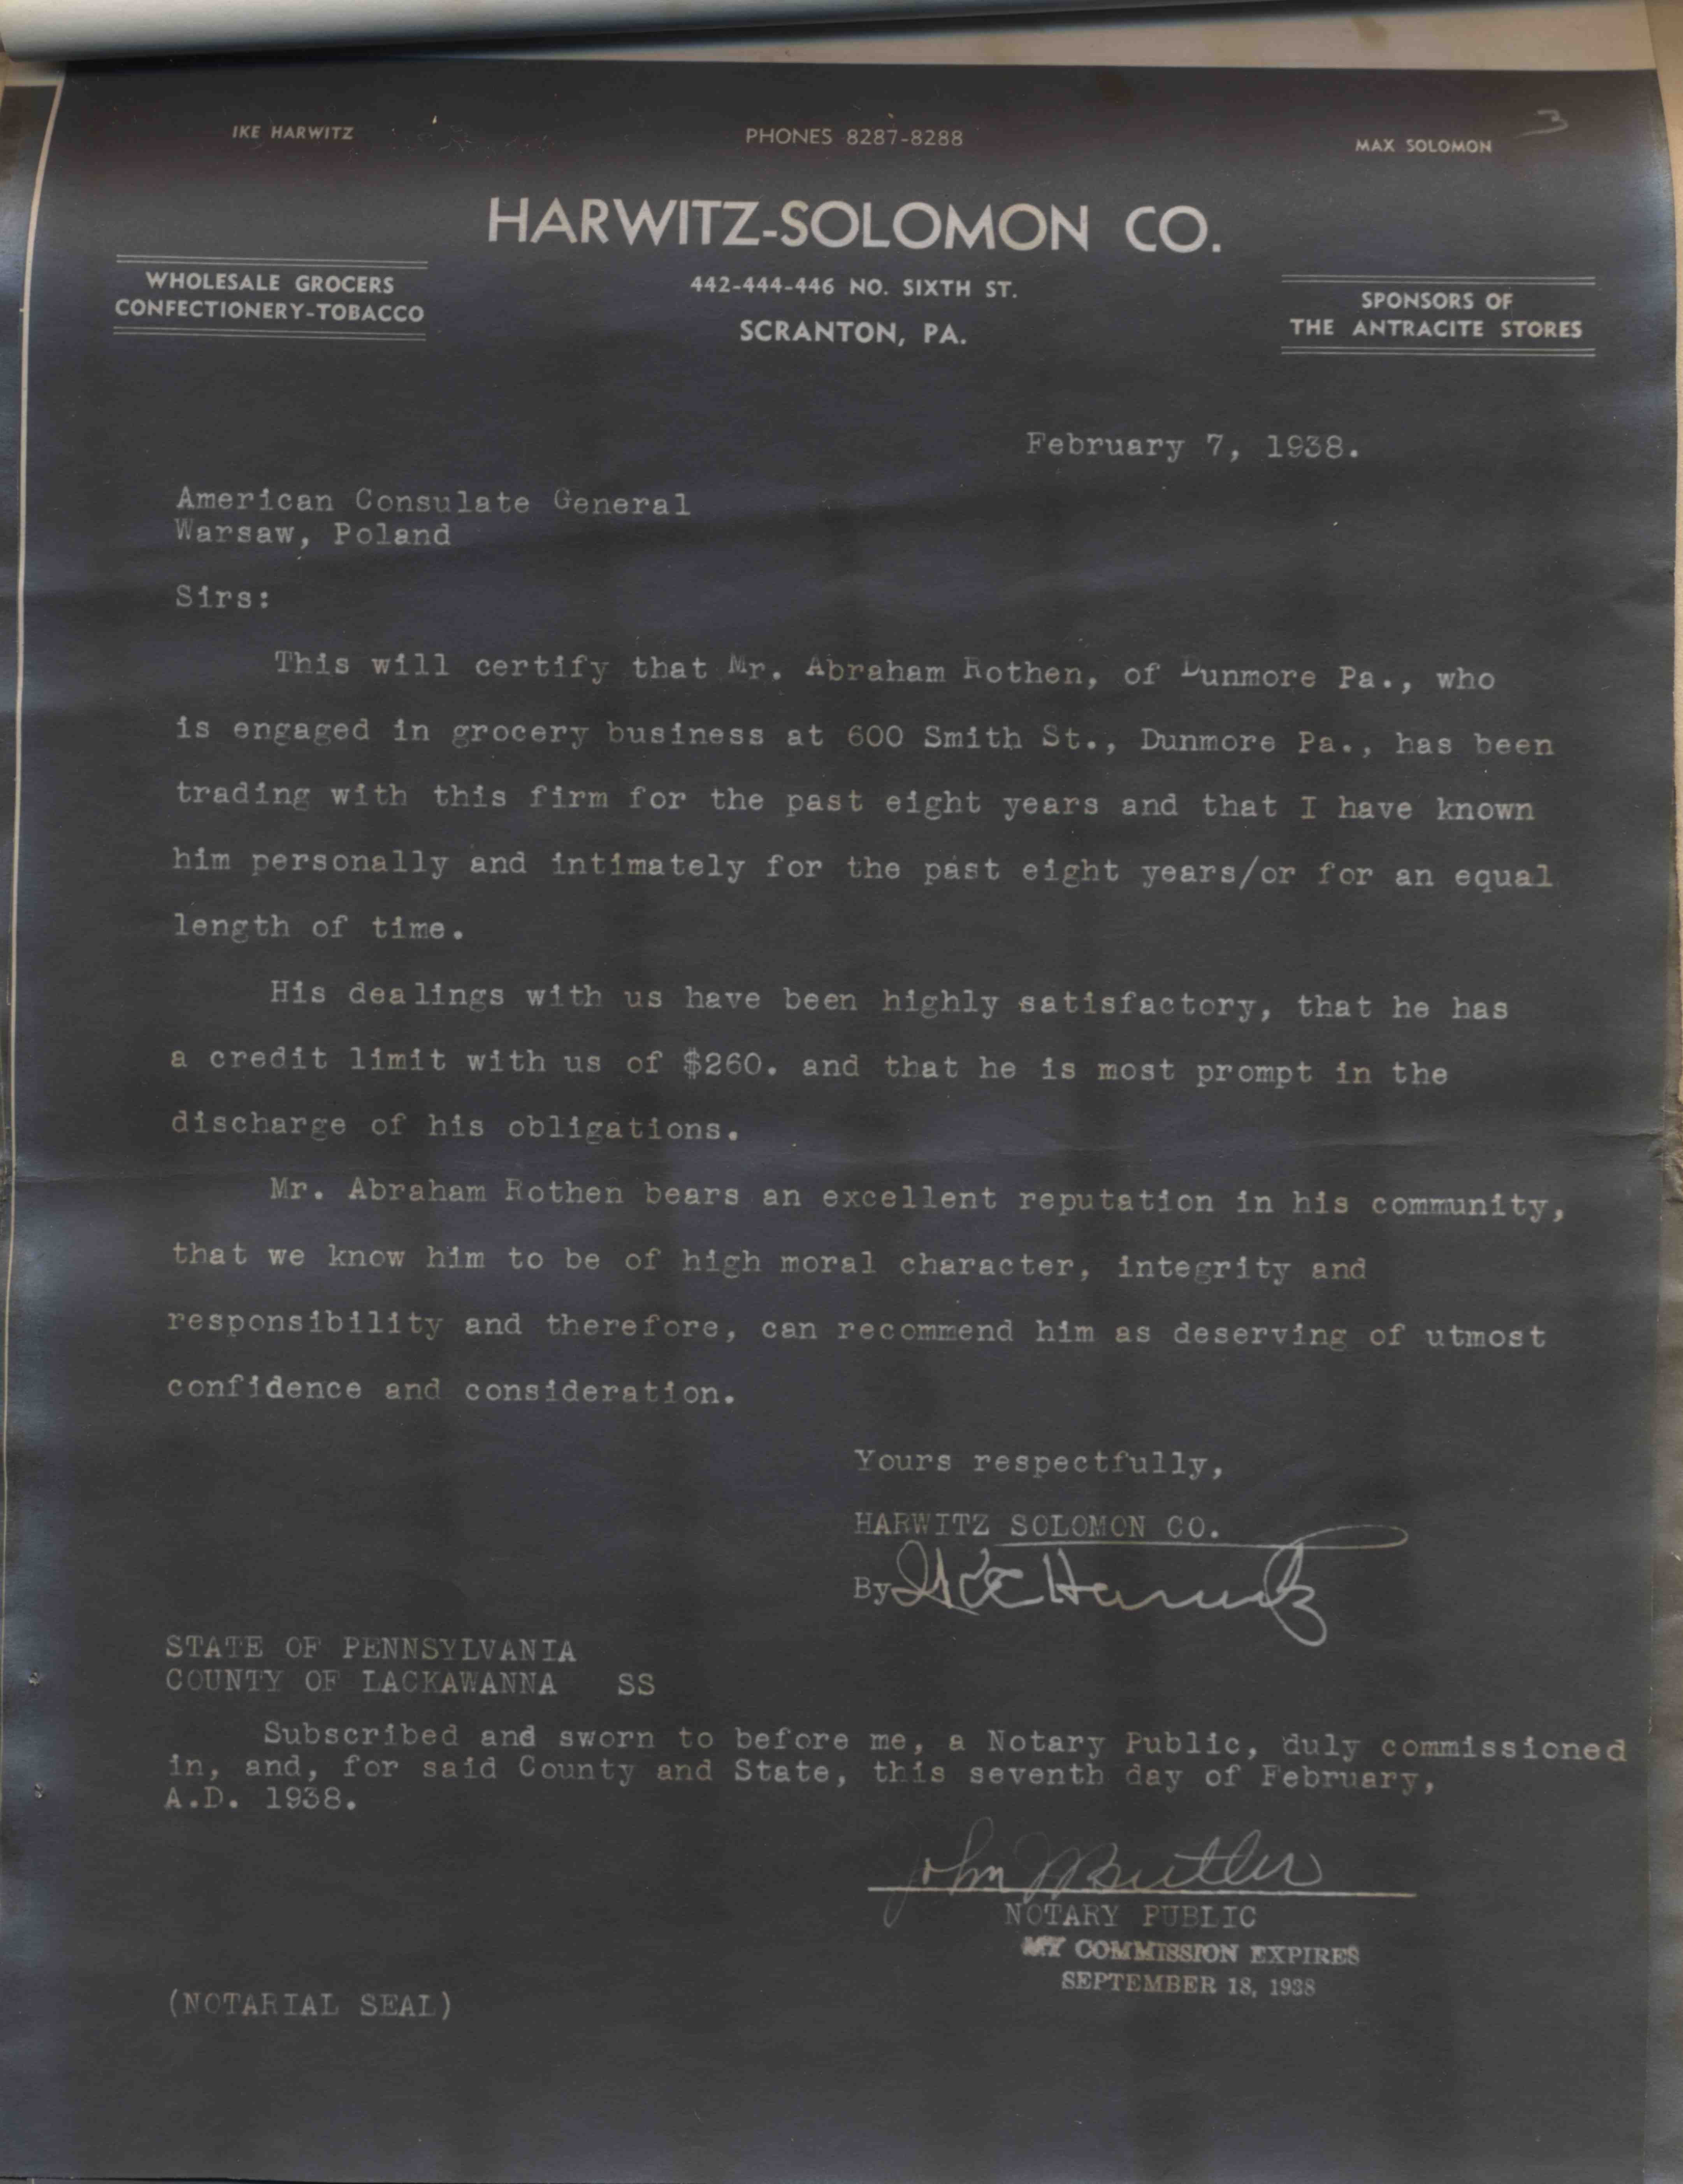 3
IKE HARWITZ
PHONES 8287-8288
MAX SOLOMON
HARWITZ-SOLOMON CO.
WHOLESALE GROCERS
CONFECTIONERY-TOBACCO
442-444-446 NO. SIXTH ST.
SCRANTON, PA.
SPONSORS OF
THE ANTRACITE STORES
February 7, 1938.
American Consulate General
Warsaw, Poland
Sirs:
This will certify that Mr. Abraham Rothen, of Dunmore Pa., who
is engaged in grocery business at 600 Smith St., Dunmore Pa., has been
trading with this firm for the past eight years and that I have known
him personally and intimately for the past eight years/or for an equal
length of time.
His dealings with us have been highly satisfactory, that he has
a credit limit with us of $260. and that he is most prompt in the
discharge of his obligations.
Mr. Abraham Rothen bears an excellent reputation in his community,
that we know him to be of high moral character, integrity and
responsibility and therefore, can recommend him as deserving of utmost
confidence and consideration.
Yours respectfully,
HARWITZ SOLOMON CO.
By Ike Harwitz
STATE OF PENNSYLVANIA
COUNTY OF LACKAWANNA SS
Subscribed and sworn to before me, a Notary Public, duly commissioned
in, and, for said County and State, this seventh day of February,
A.D. 1938.
John J Butler
NOTARY PUBLIC
MY COMMISSION EXPIRES
SEPTEMBER 18, 1938
(NOTARIAL SEAL)